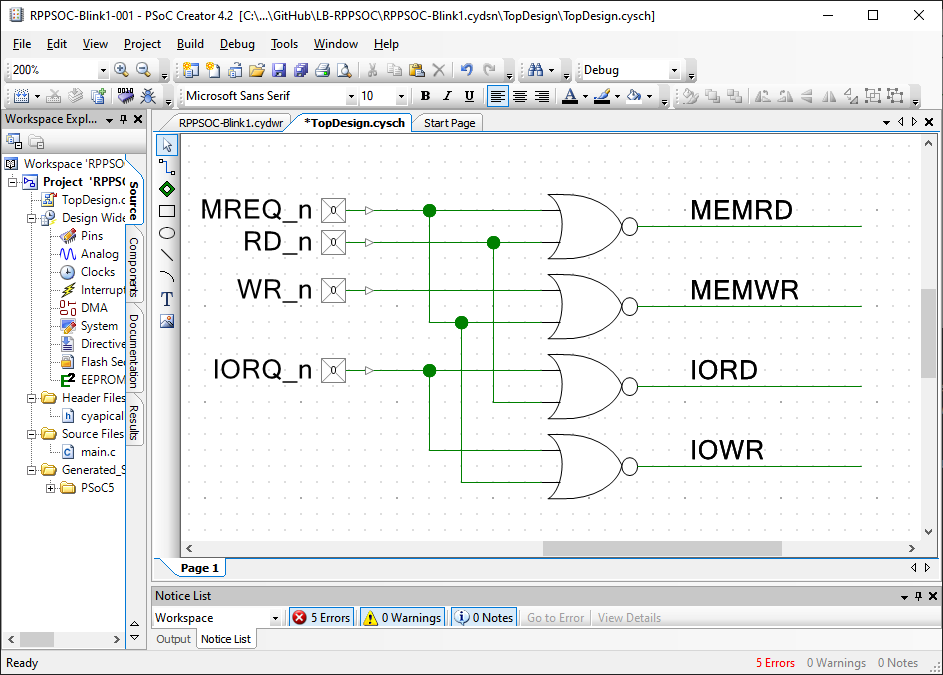 RPPSOC-Blink1-001 - PSoC Creator 4.2 [C:\...\GitHub\LB-RPPSOC\RPPSOC-Blink1.cydsn\TopDesign\TopDesign.cysch]
File Edit View Project Build Debug Tools Window Help
200% Debug
Microsoft Sans Serif 10 B I U A
Workspace Expl...
RPPSOC-Blink1.cydwr *TopDesign.cysch Start Page
Workspace 'RPPSO
Project 'RPPS
TopDesign.c
Design Wide
Pins
Analog
Clocks
Interrupt
DMA
System
Directive
Flash Sec
EEPROM
Header Files
cyapical
Source Files
main.c
Generated_S
PSoC5
Source
Components
Documentation
Results
T
MREQ_n 0
RD_n 0
WR_n 0
IORQ_n 0
MEMRD
MEMWR
IORD
IOWR
Page 1
Notice List
Workspace 5 Errors 0 Warnings 0 Notes Go to Error View Details
Output Notice List
Ready 5 Errors 0 Warnings 0 Notes